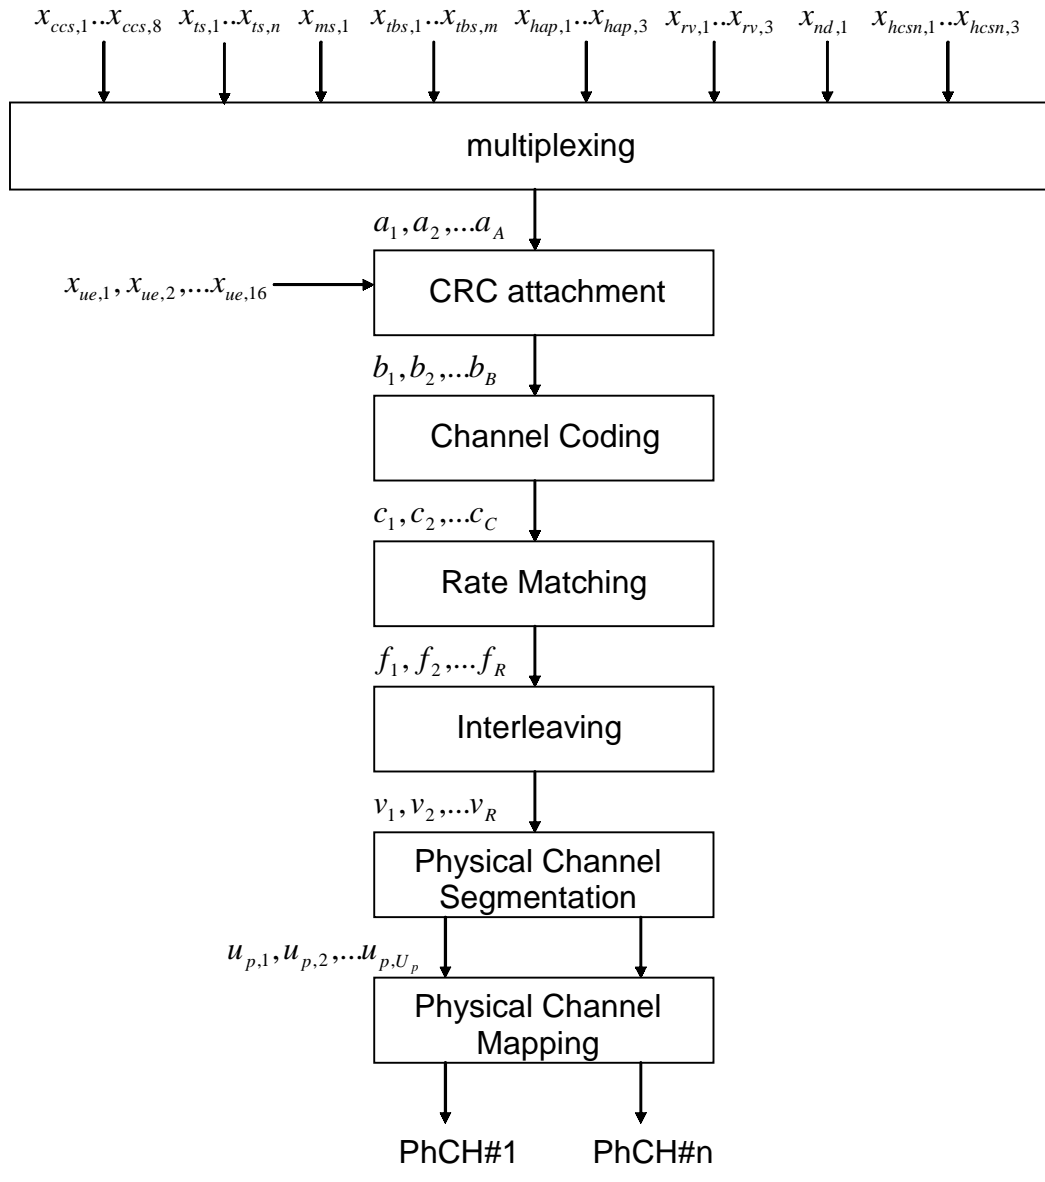 x_{ccs,1}..x_{ccs,8} x_{ts,1}..x_{ts,n} x_{ms,1} x_{tbs,1}..x_{tbs,m} x_{hap,1}..x_{hap,3} x_{rv,1}..x_{rv,3} x_{nd,1} x_{hcsn,1}..x_{hcsn,3}
multiplexing
a_1, a_2,...a_A
CRC attachment
x_{ue,1}, x_{ue,2},...x_{ue,16}
b_1, b_2,...b_B
Channel Coding
c_1, c_2,...c_C
Rate Matching
f_1, f_2,...f_R
Interleaving
v_1, v_2,...v_R
Physical Channel
Segmentation
u_{p,1}, u_{p,2},...u_{p,U_p}
Physical Channel
Mapping
PhCH#1 PhCH#n